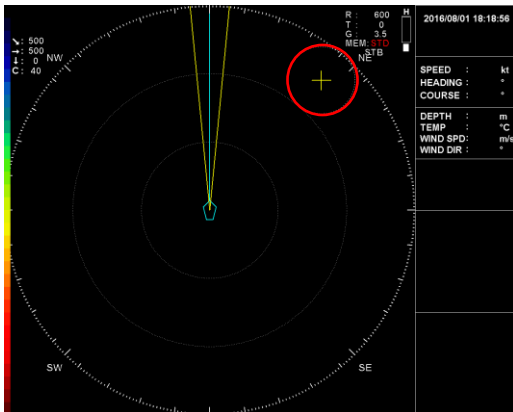 ↘: 500
→: 500
↓: 0
C: 40
NW
NE
SW
SE
R : 600
T : 0
G : 3.5
MEM:STD
STB
H
2016/08/01 18:18:56
SPEED : kt
HEADING : °
COURSE : °
DEPTH : m
TEMP : °C
WIND SPD: m/s
WIND DIR : °